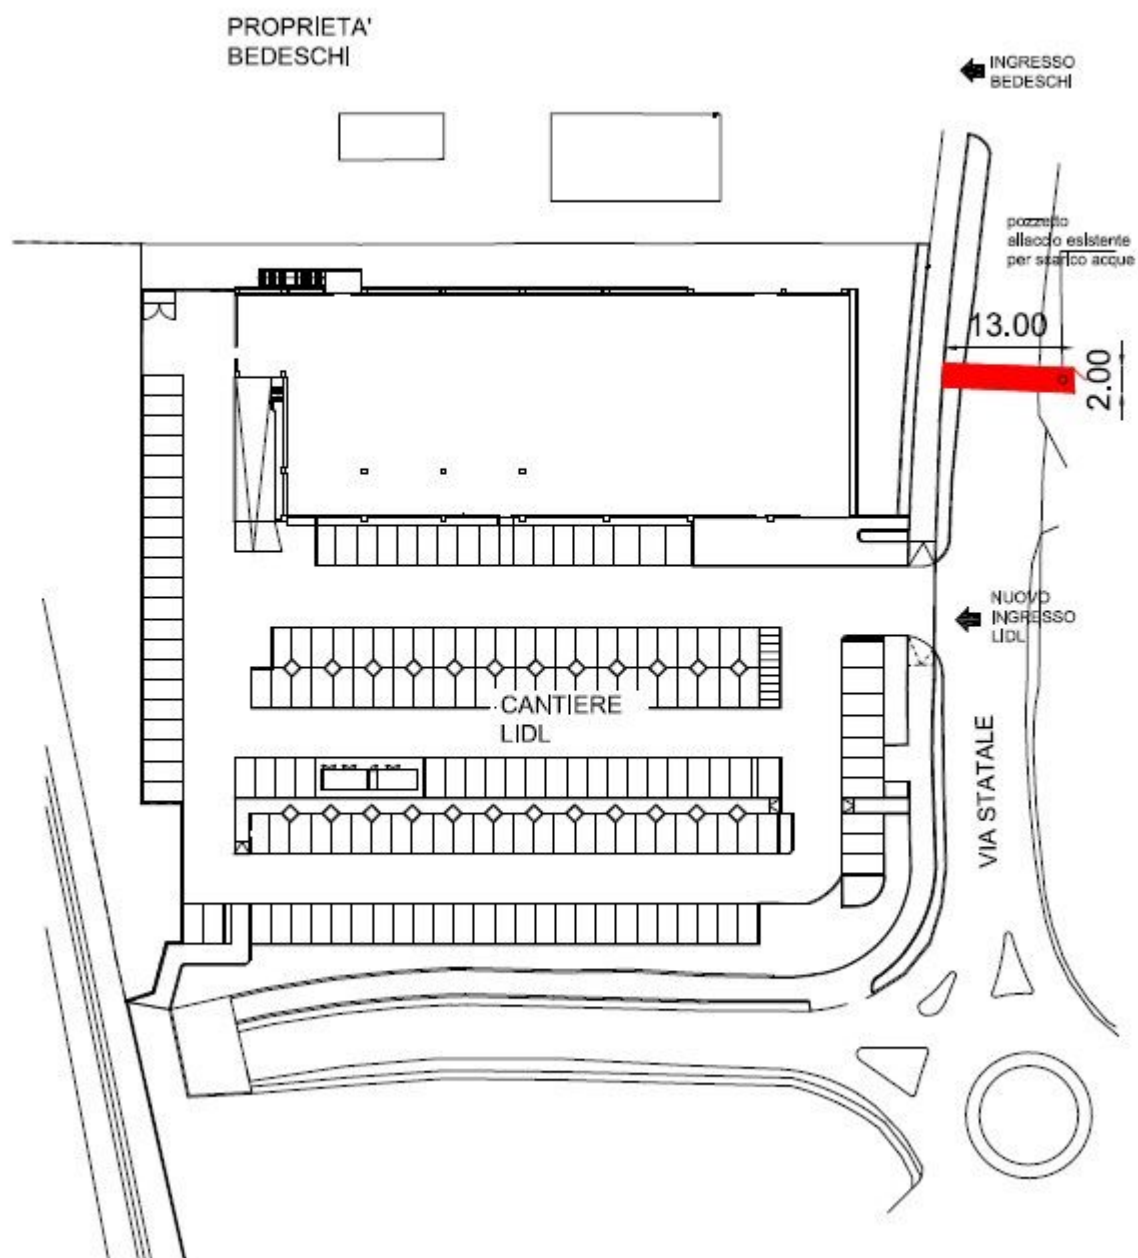 PROPRIETA'
BEDESCHI
INGRESSO
BEDESCHI
pozzetto
allaccio esistente
per scarico acque
13.00
2.00
NUOVO
INGRESSO
LIDL
CANTIERE
LIDL
VIA STATALE